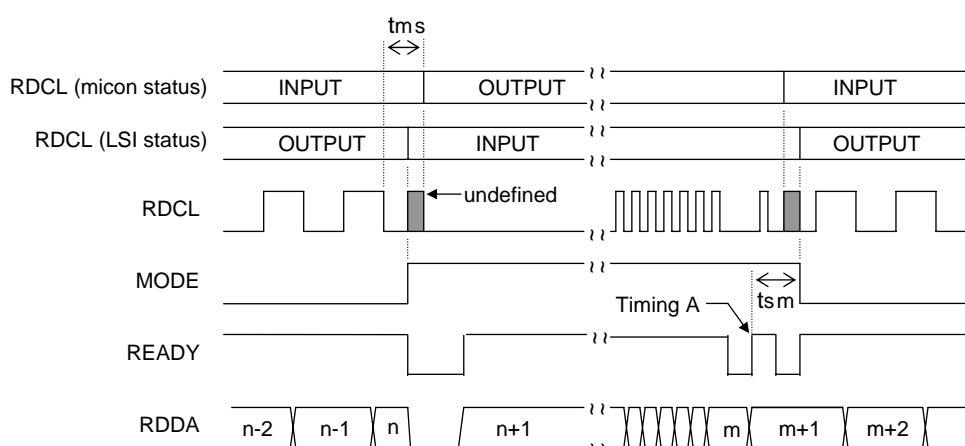 tms
RDCL (micon status) INPUT OUTPUT INPUT
RDCL (LSI status) OUTPUT INPUT OUTPUT
RDCL undefined
MODE
tsm
Timing A
READY
RDDA n-2 n-1 n n+1 m m+1 m+2